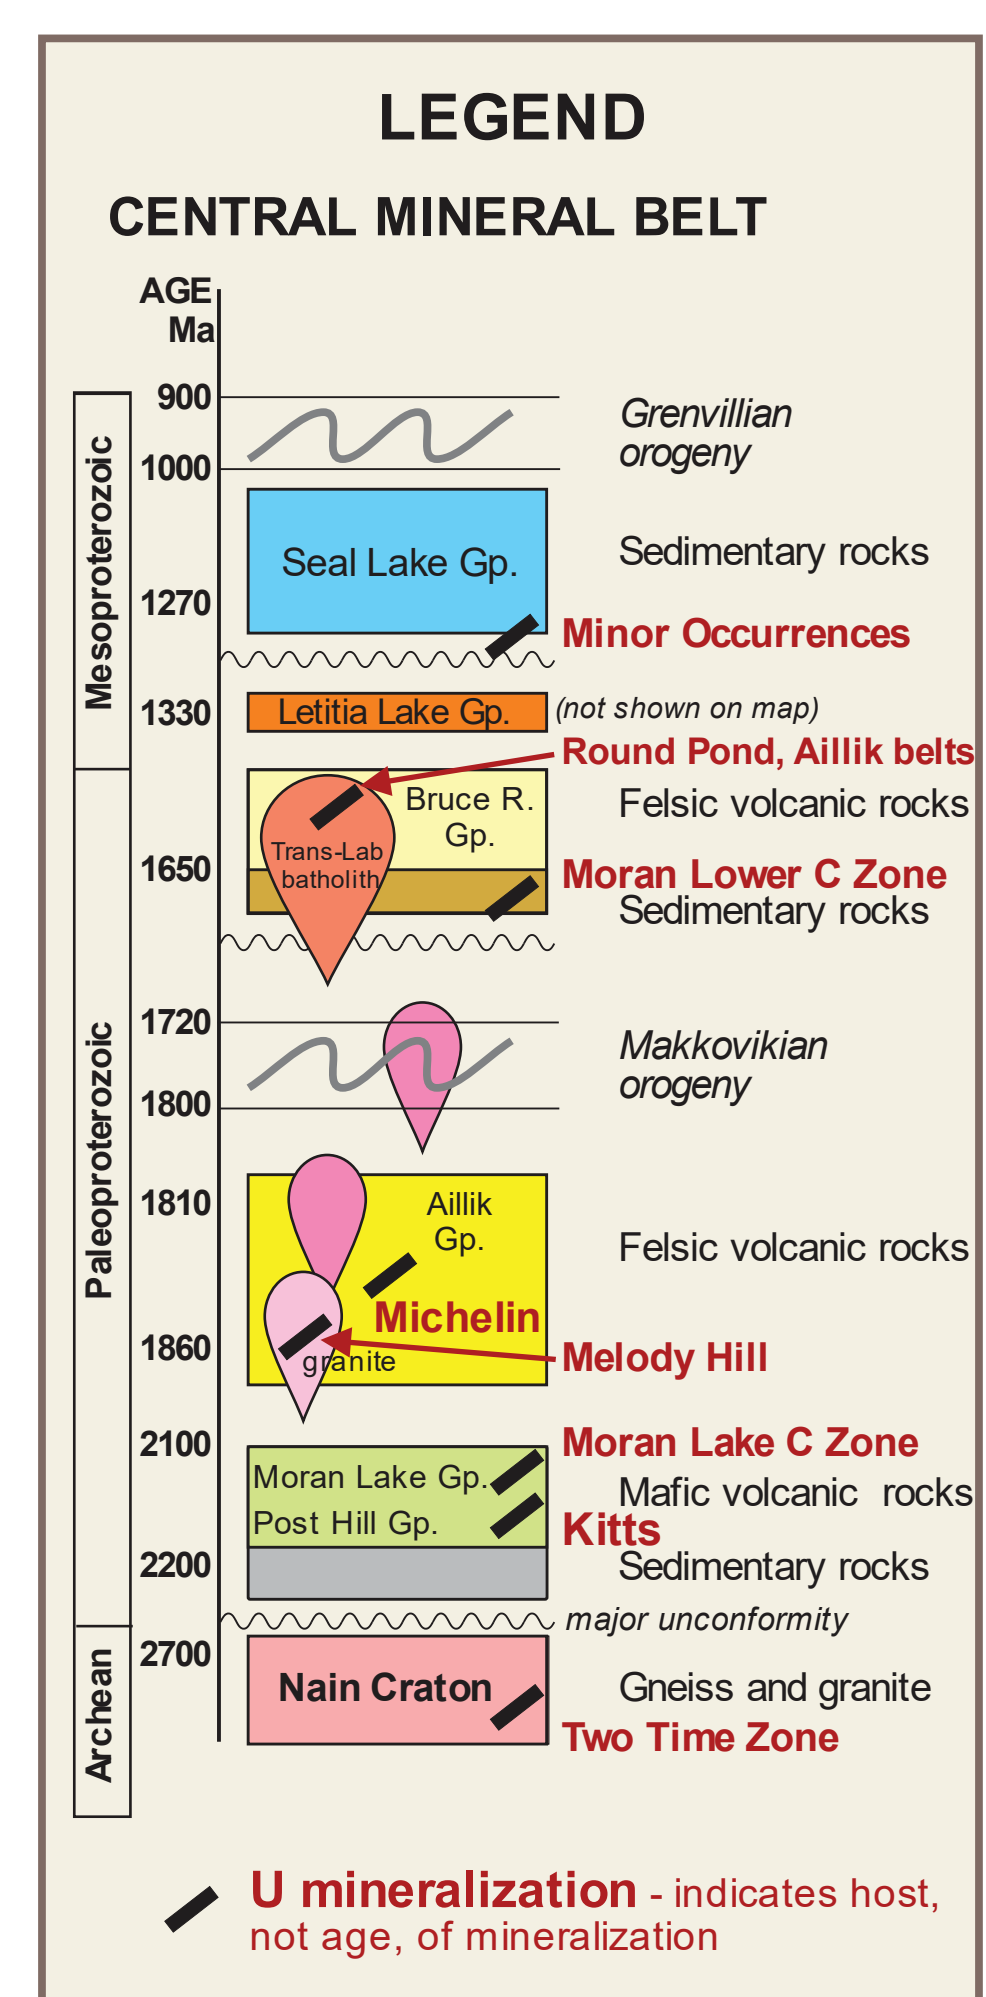 LEGEND
CENTRAL MINERAL BELT
AGE
Ma
Mesoproterozoic
900
Grenvillian
orogeny
1000
Seal Lake Gp.
Sedimentary rocks
1270
Minor Occurrences
1330
Letitia Lake Gp.
(not shown on map)
Round Pond, Aillik belts
Paleoproterozoic
Bruce R.
Gp.
Felsic volcanic rocks
Trans-Lab
batholith
1650
Moran Lower C Zone
Sedimentary rocks
1720
Makkovikian
orogeny
1800
1810
Aillik
Gp.
Felsic volcanic rocks
Michelin
1860
granite
Melody Hill
2100
Moran Lake C Zone
Moran Lake Gp.
Mafic volcanic rocks
Post Hill Gp.
Kitts
2200
Sedimentary rocks
major unconformity
Archean
2700
Nain Craton
Gneiss and granite
Two Time Zone
U mineralization - indicates host,
not age, of mineralization